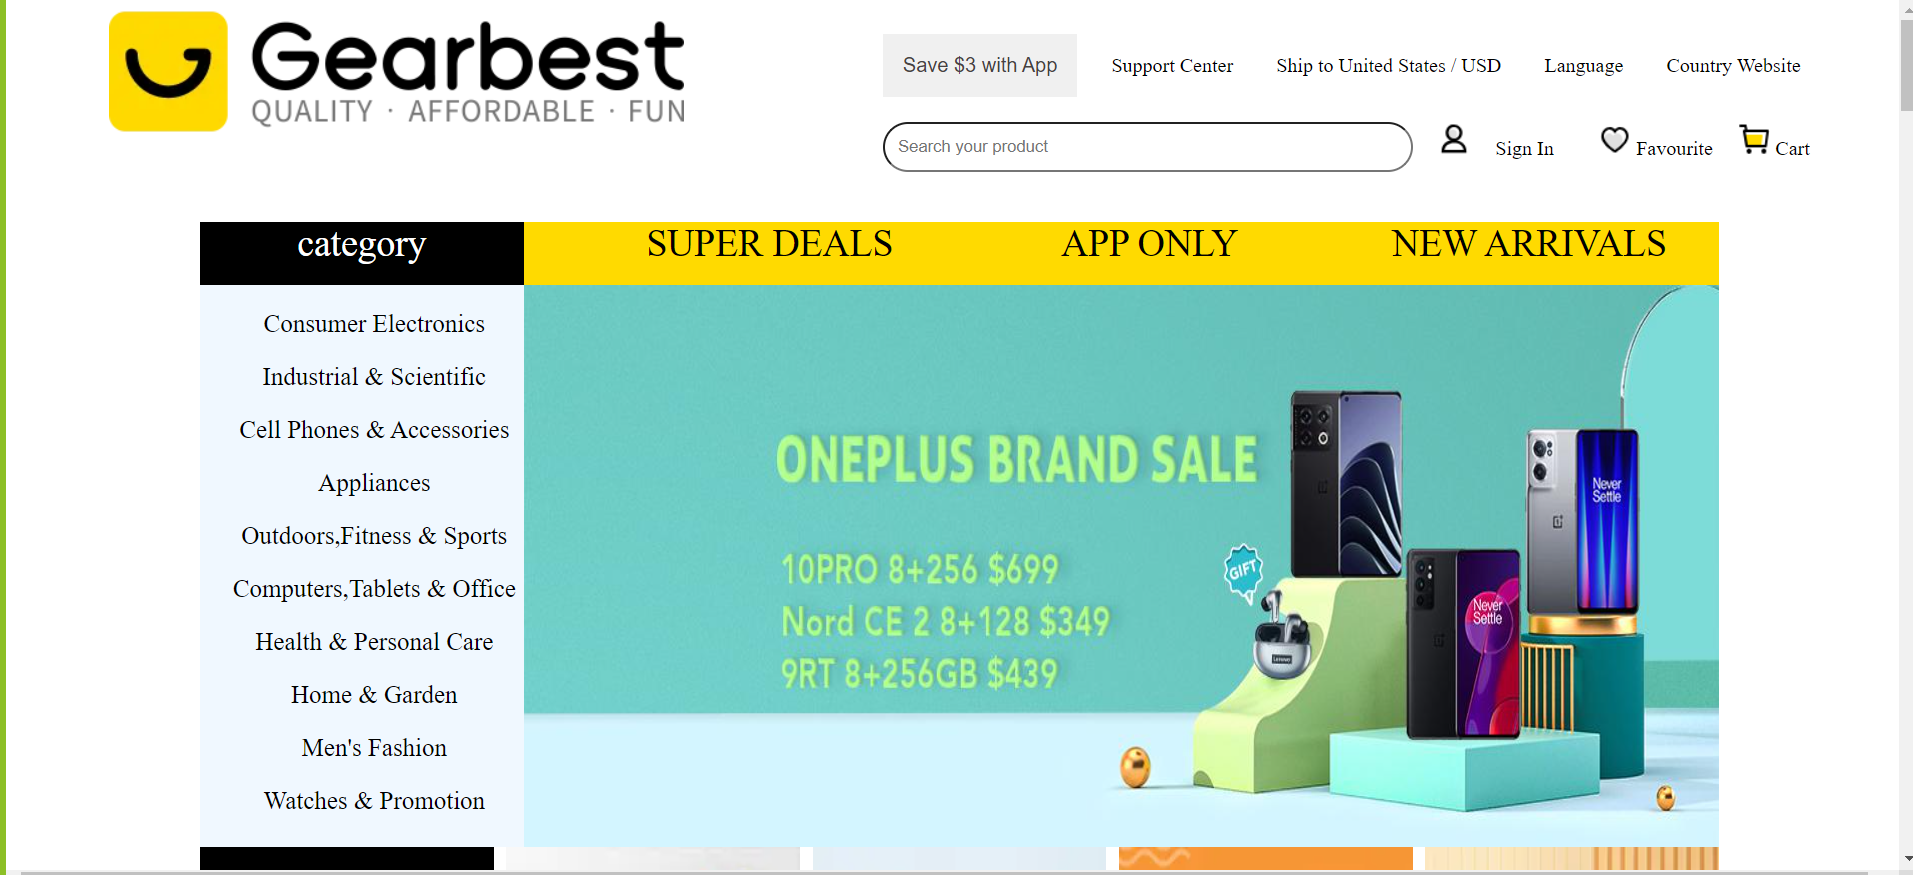 Gearbest
QUALITY · AFFORDABLE · FUN
Save $3 with App
Support Center
Ship to United States / USD
Language
Country Website
Search your product
Sign In
Favourite
Cart
category
SUPER DEALS
APP ONLY
NEW ARRIVALS
Consumer Electronics
Industrial & Scientific
Cell Phones & Accessories
Appliances
Outdoors,Fitness & Sports
Computers,Tablets & Office
Health & Personal Care
Home & Garden
Men's Fashion
Watches & Promotion
ONEPLUS BRAND SALE
10PRO 8+256 $699
Nord CE 2 8+128 $349
9RT 8+256GB $439
GIFT
Lenovo
Never
Settle
Never
Settle